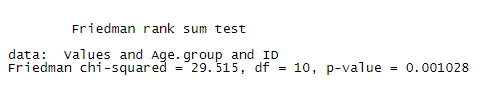 Friedman rank sum test
data:  Values and Age.group and ID
Friedman chi-squared = 29.515, df = 10, p-value = 0.001028